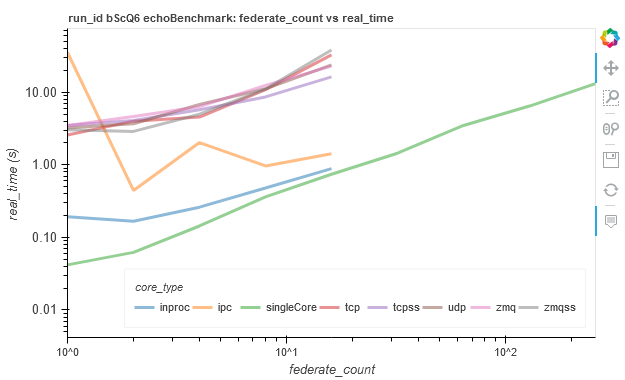 run_id bScQ6 echoBenchmark: federate_count vs real_time
real_time (s)
10.00
1.00
0.10
0.01
core_type
inproc ipc singleCore tcp tcpss udp zmq zmqss
10^0 10^1 10^2
federate_count